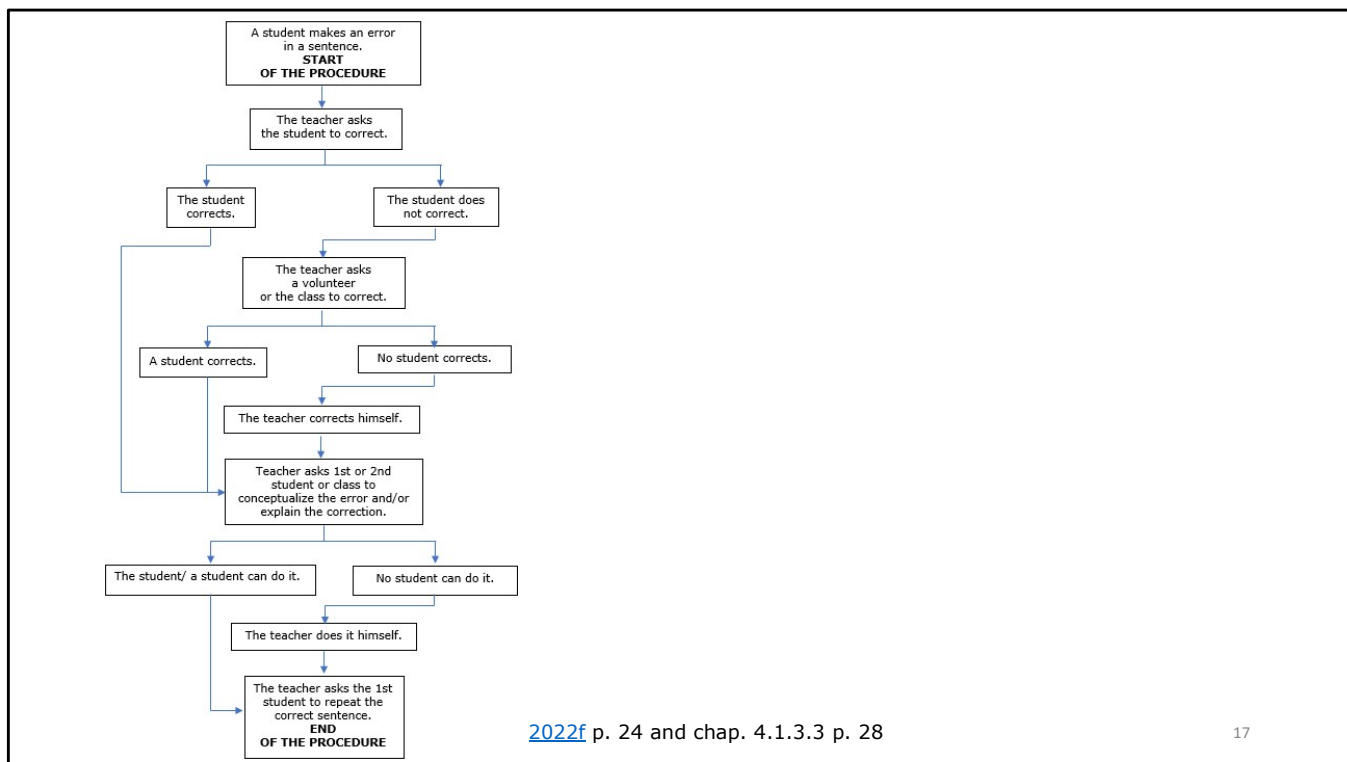 A student makes an error
in a sentence.
START
OF THE PROCEDURE
The teacher asks
the student to correct.
The student
corrects.
The student does
not correct.
The teacher asks
a volunteer
or the class to correct.
A student corrects.
No student corrects.
The teacher corrects himself.
Teacher asks 1st or 2nd
student or class to
conceptualize the error and/or
explain the correction.
The student/ a student can do it.
No student can do it.
The teacher does it himself.
The teacher asks the 1st
student to repeat the
correct sentence.
END
OF THE PROCEDURE
2022f p. 24 and chap. 4.1.3.3 p. 28
17